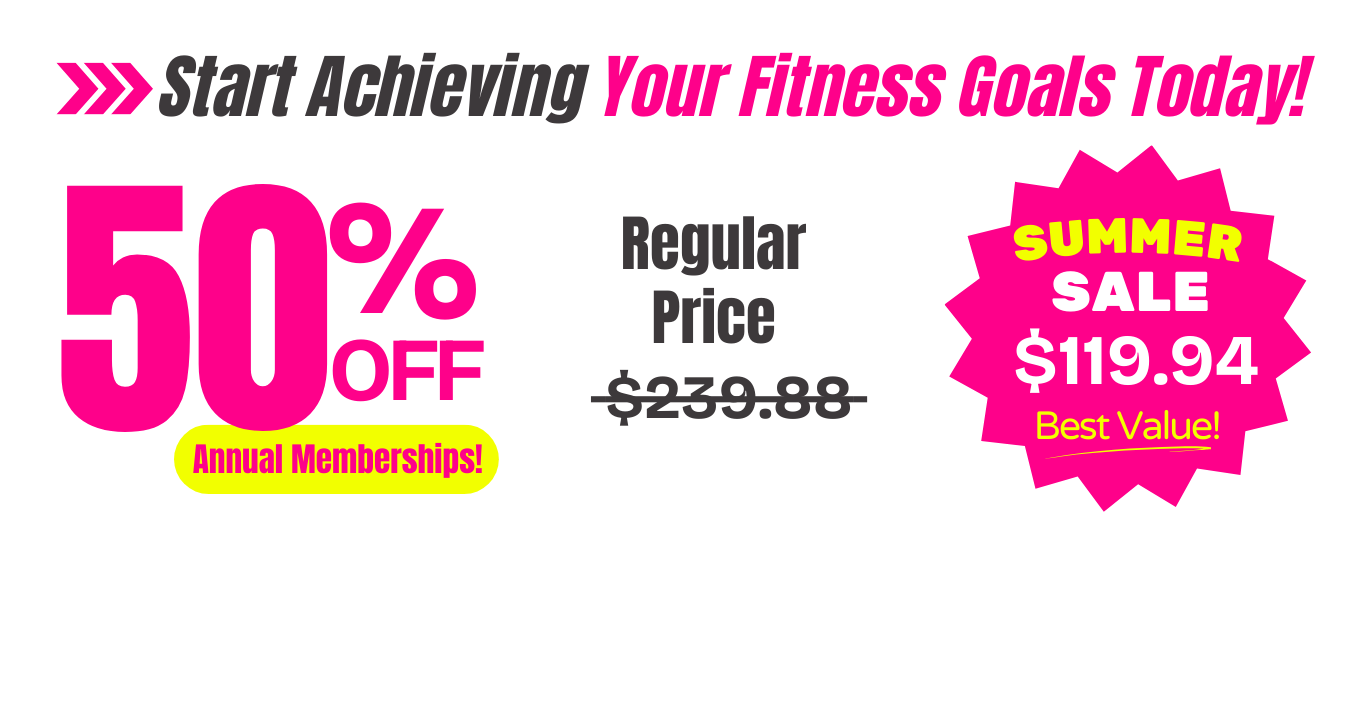 Start Achieving Your Fitness Goals Today!
50%
OFF
Annual Memberships!
Regular
Price
$239.88
SUMMER
SALE
$119.94
Best Value!